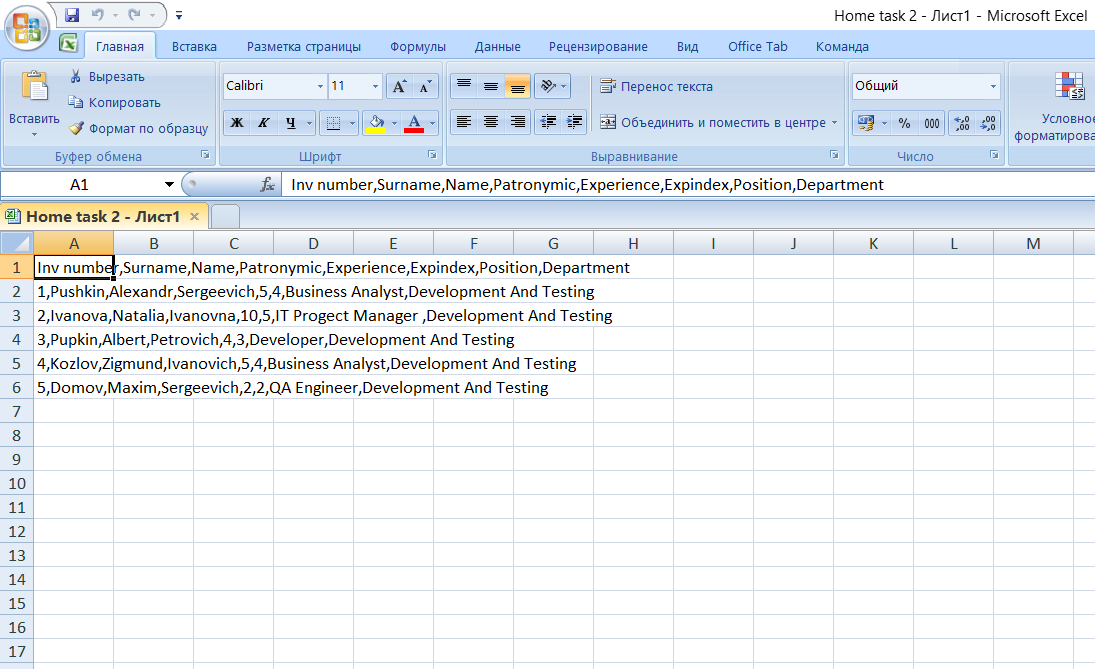 Home task 2 - Лист1 - Microsoft Excel
Главная Вставка Разметка страницы Формулы Данные Рецензирование Вид Office Tab Команда
Вставить
Вырезать
Копировать
Формат по образцу
Буфер обмена
Calibri 11
Ж К Ч
Шрифт
Перенос текста
Объединить и поместить в центре
Выравнивание
Общий
% 000 ,00 ,00
Число
Условное
форматирова
A1 fx Inv number,Surname,Name,Patronymic,Experience,Expindex,Position,Department
Home task 2 - Лист1
A B C D E F G H I J K L M
1 Inv number,Surname,Name,Patronymic,Experience,Expindex,Position,Department
2 1,Pushkin,Alexandr,Sergeevich,5,4,Business Analyst,Development And Testing
3 2,Ivanova,Natalia,Ivanovna,10,5,IT Progect Manager ,Development And Testing
4 3,Pupkin,Albert,Petrovich,4,3,Developer,Development And Testing
5 4,Kozlov,Zigmund,Ivanovich,5,4,Business Analyst,Development And Testing
6 5,Domov,Maxim,Sergeevich,2,2,QA Engineer,Development And Testing
7
8
9
10
11
12
13
14
15
16
17